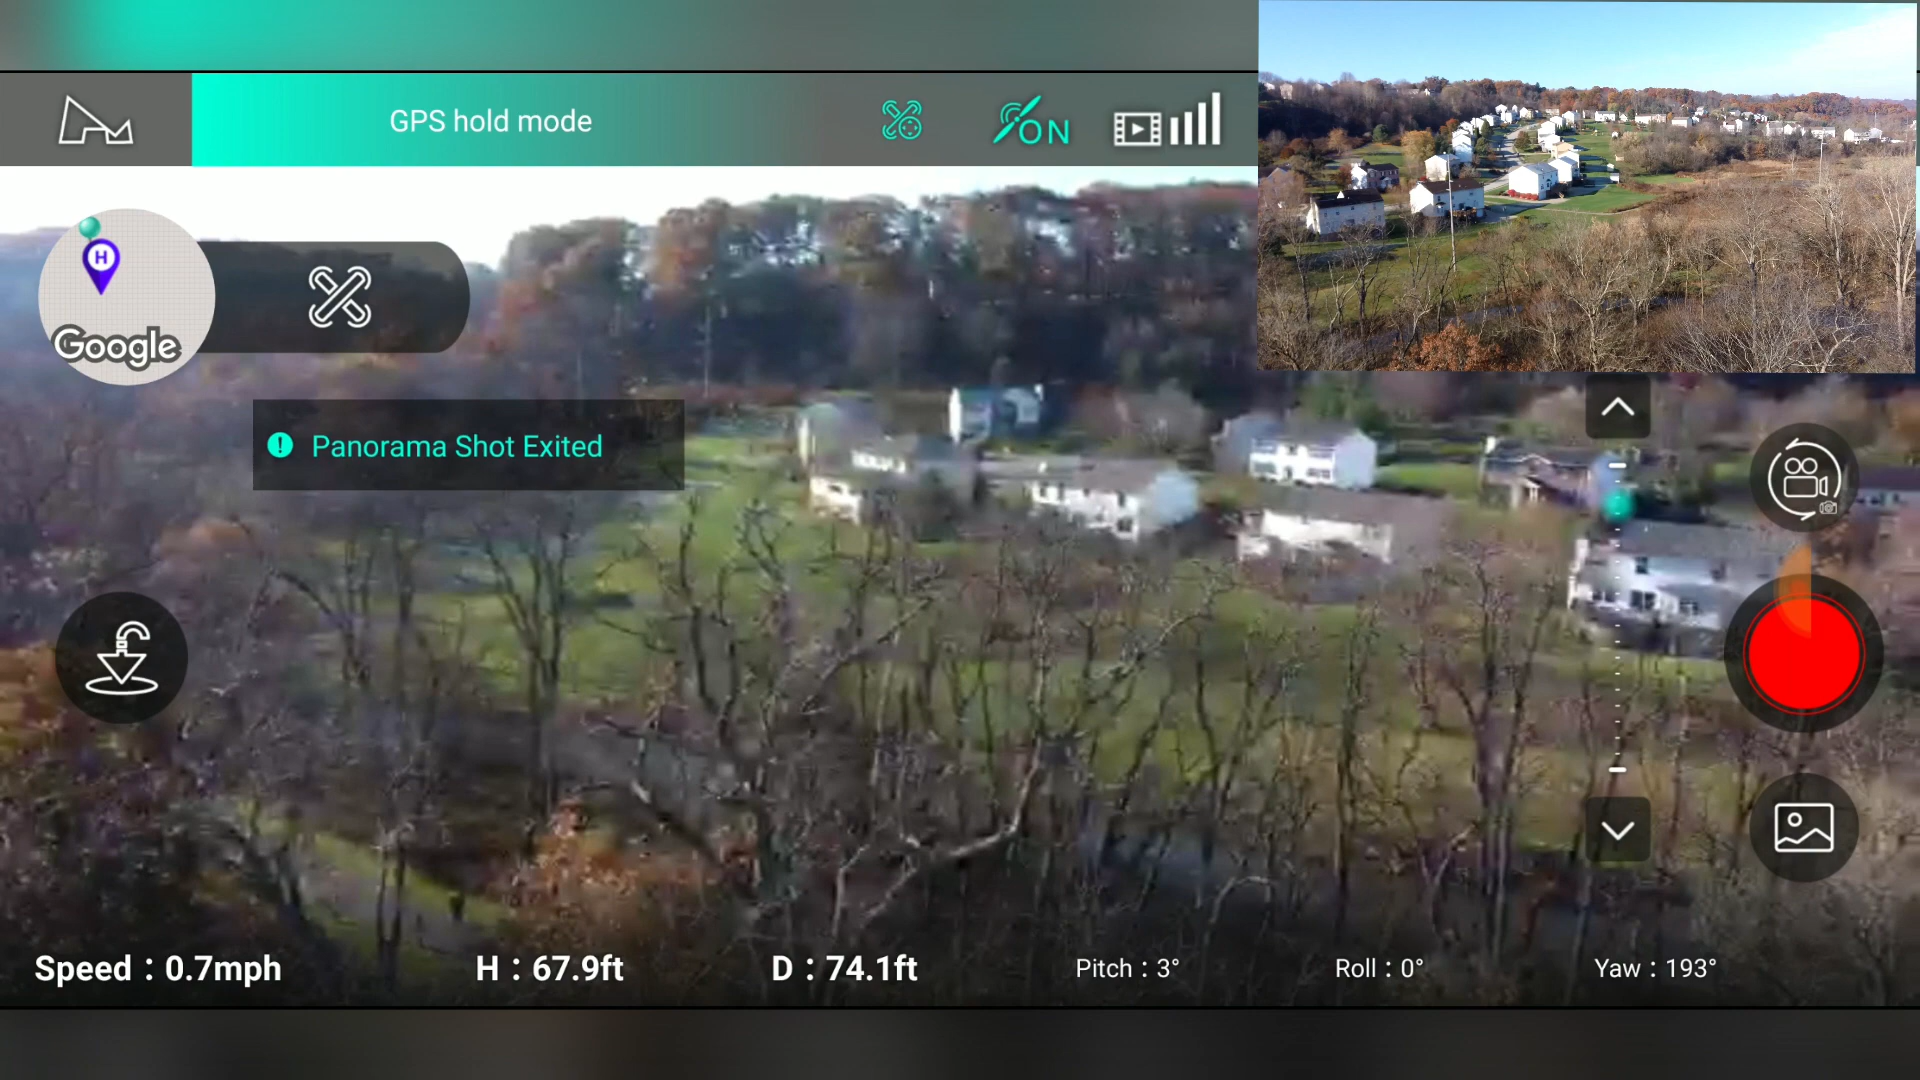 GPS hold mode
ON
H
Google
! Panorama Shot Exited
Speed : 0.7mph
H : 67.9ft
D : 74.1ft
Pitch : 3°
Roll : 0°
Yaw : 193°